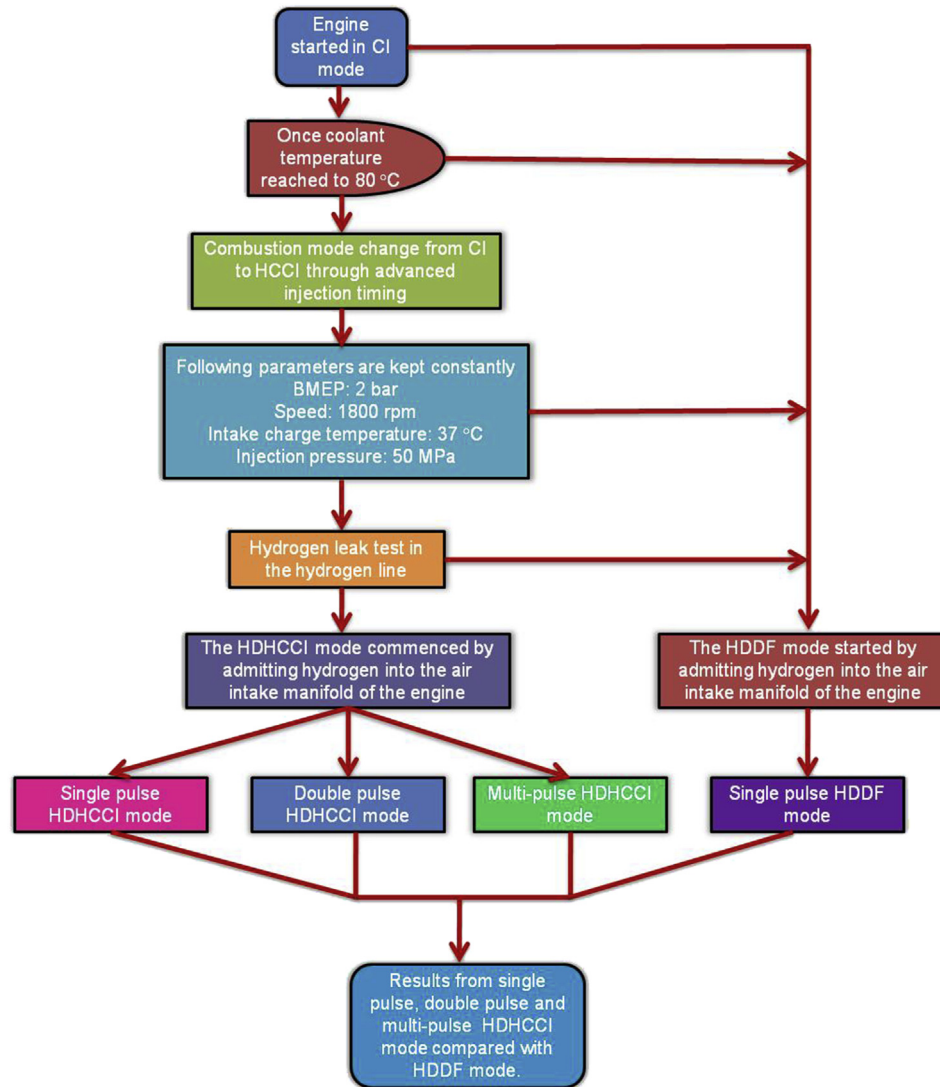 Engine
started in CI
mode
Once coolant
temperature
reached to 80 °C
Combustion mode change from CI
to HCCI through advanced
injection timing
Following parameters are kept constantly
BMEP: 2 bar
Speed: 1800 rpm
Intake charge temperature: 37 °C
Injection pressure: 50 MPa
Hydrogen leak test in
the hydrogen line
The HDHCCI mode commenced by
admitting hydrogen into the air
intake manifold of the engine
The HDDF mode started by
admitting hydrogen into the air
intake manifold of the engine
Single pulse
HDHCCI mode
Double pulse
HDHCCI mode
Multi-pulse HDHCCI
mode
Single pulse HDDF
mode
Results from single
pulse, double pulse and
multi-pulse HDHCCI
mode compared with
HDDF mode.